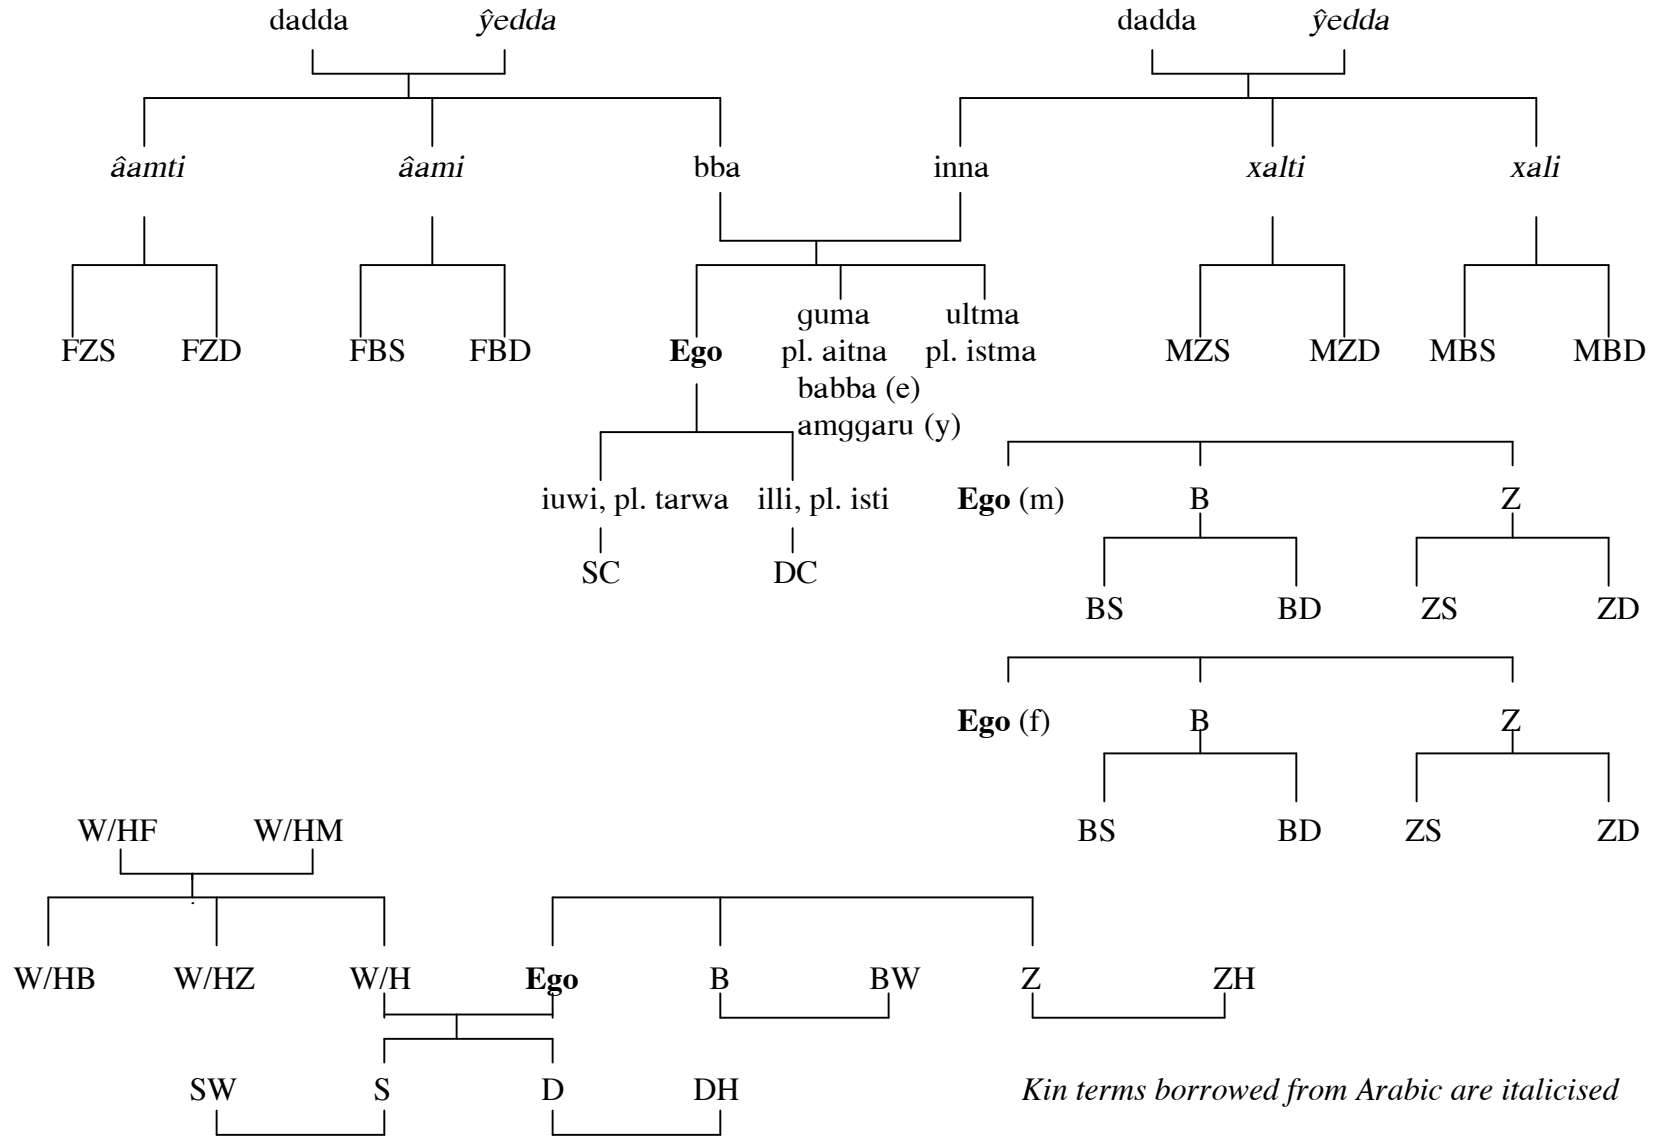 dadda ŷedda dadda ŷedda
âamti âami bba inna xalti xali
guma ultma
FZS FZD FBS FBD Ego pl. aitna pl. istma MZS MZD MBS MBD
babba (e)
amggaru (y)
iuwi, pl. tarwa illi, pl. isti Ego (m) B Z
SC DC
BS BD ZS ZD
Ego (f) B Z
W/HF W/HM BS BD ZS ZD
W/HB W/HZ W/H Ego B BW Z ZH
SW S D DH Kin terms borrowed from Arabic are italicised